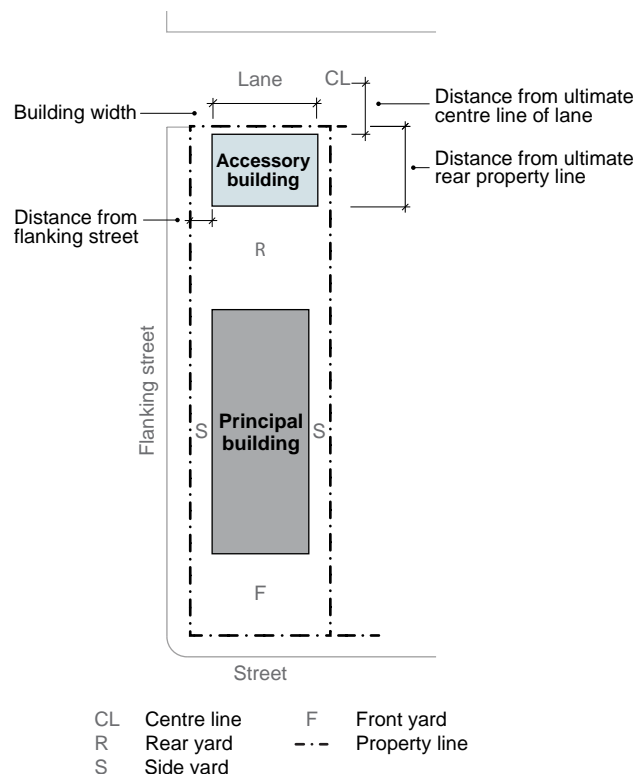 Lane
CL
Building width
Distance from ultimate
centre line of lane
Accessory
building
Distance from ultimate
rear property line
Distance from
flanking street
R
Flanking street
S
Principal
building
S
F
Street
CL Centre line
F Front yard
R Rear yard
Property line
S Side yard